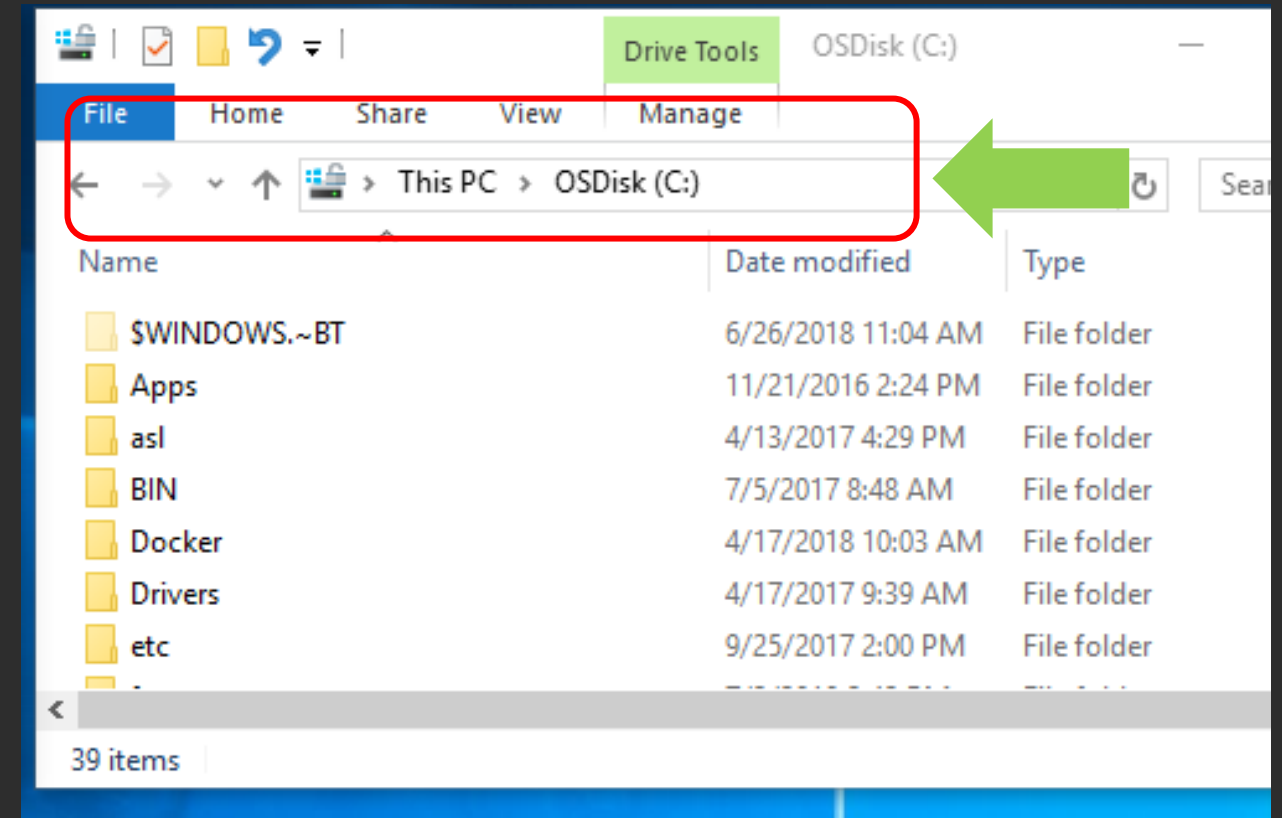 Drive Tools OSDisk (C:)
File Home Share View Manage
This PC > OSDisk (C:) Sear
Name Date modified Type
$WINDOWS.~BT 6/26/2018 11:04 AM File folder
Apps 11/21/2016 2:24 PM File folder
asl 4/13/2017 4:29 PM File folder
BIN 7/5/2017 8:48 AM File folder
Docker 4/17/2018 10:03 AM File folder
Drivers 4/17/2017 9:39 AM File folder
etc 9/25/2017 2:00 PM File folder
39 items